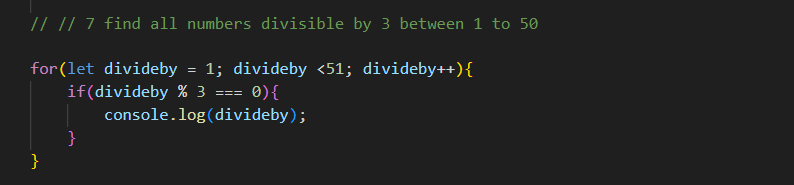 // // 7 find all numbers divisible by 3 between 1 to 50
for(let divideby = 1; divideby <51; divideby++){
    if(divideby % 3 === 0){
        console.log(divideby);
    }
}